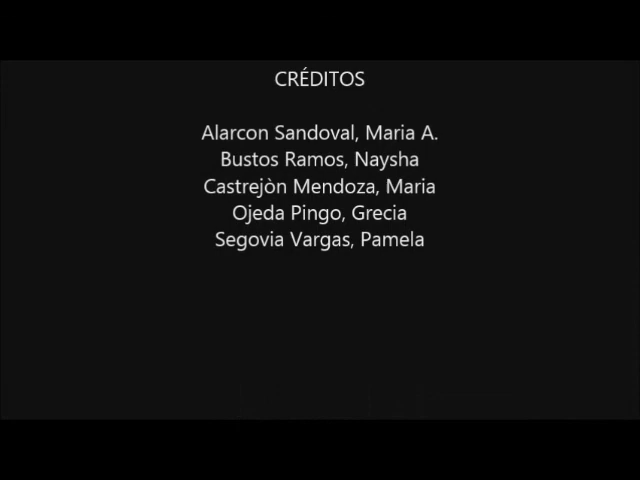 CRÉDITOS
Alarcon Sandoval, Maria A.
Bustos Ramos, Naysha
Castrejòn Mendoza, Maria
Ojeda Pingo, Grecia
Segovia Vargas, Pamela